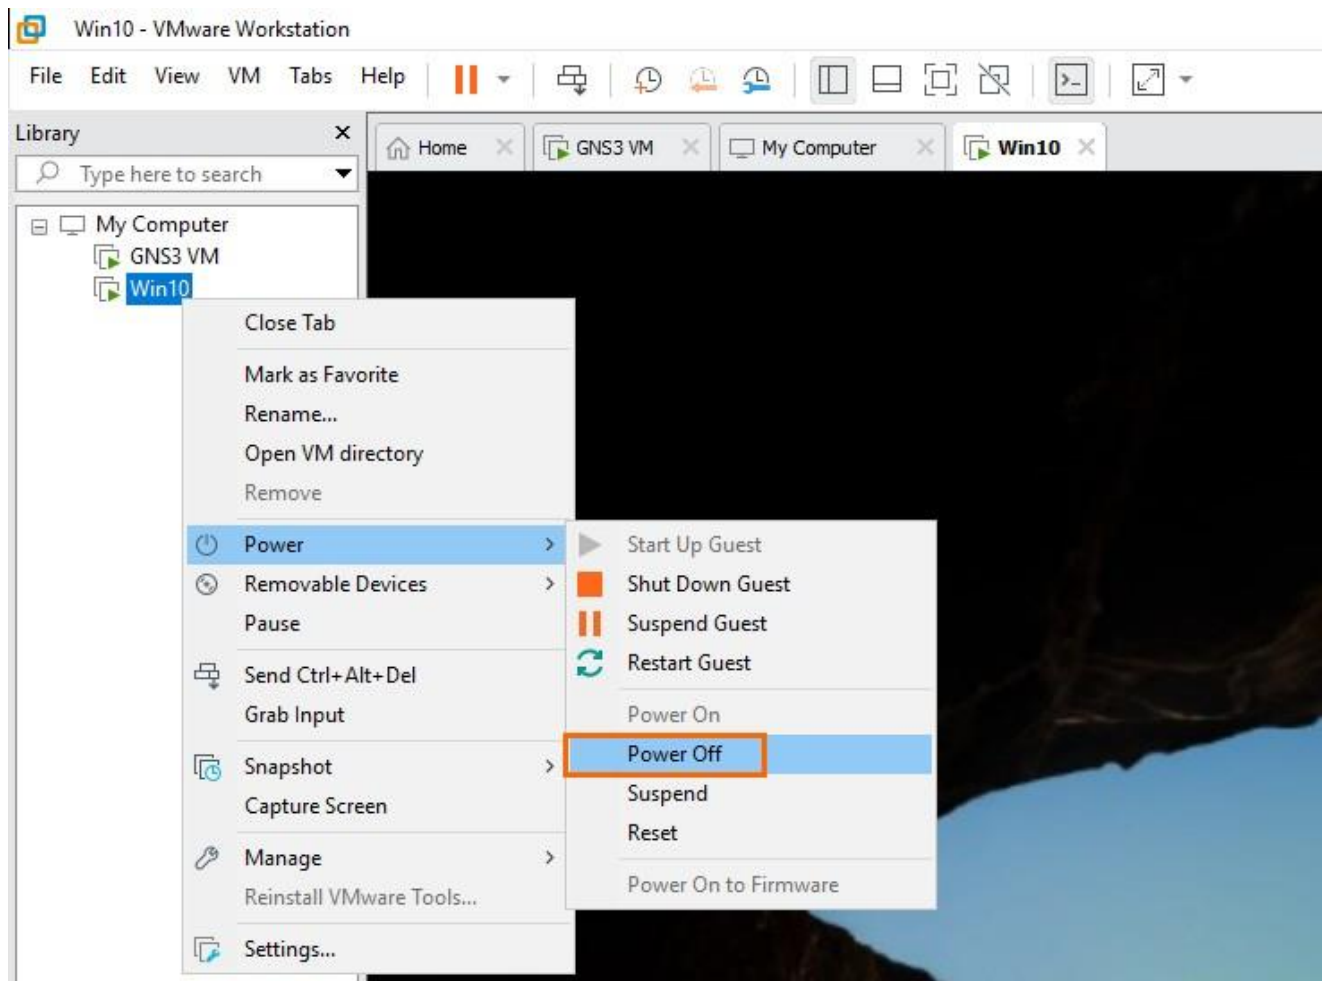 Win10 - VMware Workstation
File Edit View VM Tabs Help
Library
Type here to search
Home
GNS3 VM
My Computer
Win10
My Computer
GNS3 VM
Win10
Close Tab
Mark as Favorite
Rename...
Open VM directory
Remove
Power
Removable Devices
Pause
Send Ctrl+Alt+Del
Grab Input
Snapshot
Capture Screen
Manage
Reinstall VMware Tools...
Settings...
Start Up Guest
Shut Down Guest
Suspend Guest
Restart Guest
Power On
Power Off
Suspend
Reset
Power On to Firmware